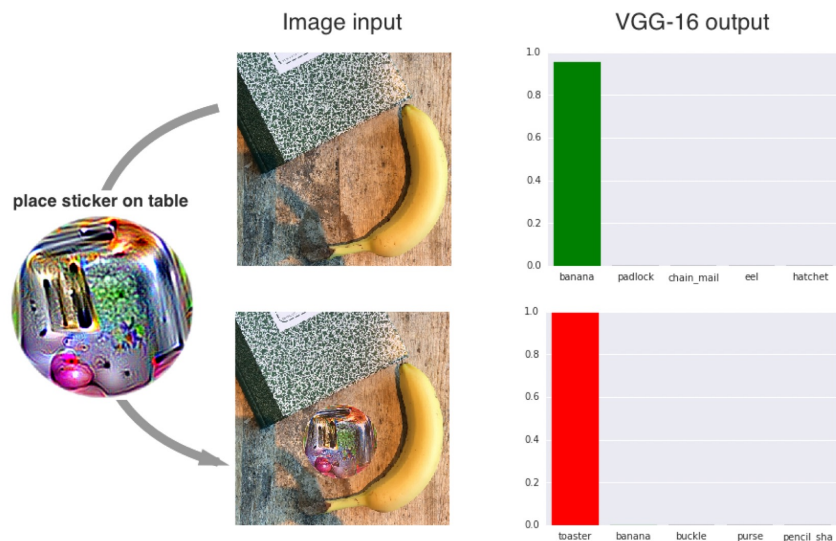 Image input
VGG-16 output
place sticker on table
1.0
0.8
0.6
0.4
0.2
0.0
banana padlock chain_mail eel hatchet
1.0
0.8
0.6
0.4
0.2
0.0
toaster banana buckle purse pencil_sha